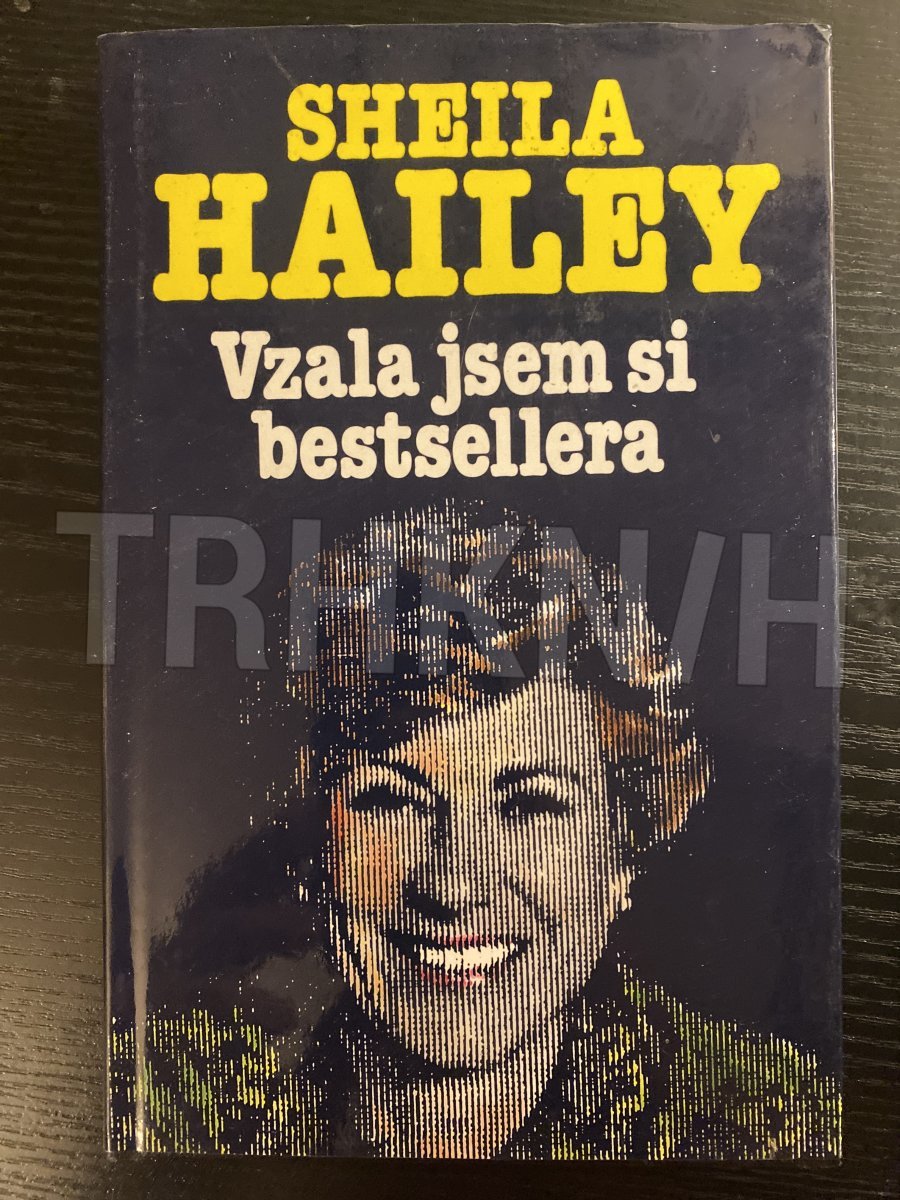 SHEILA
HAILEY
Vzala jsem si
bestsellera
TRHKNIH